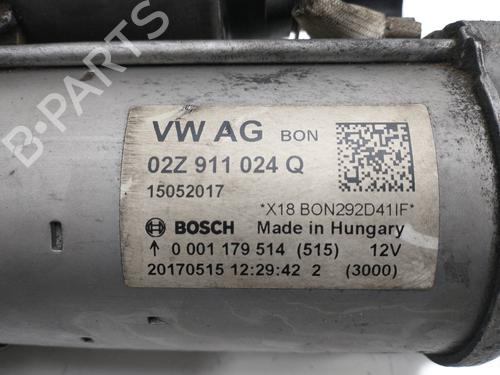 VW AG BON
02Z 911 024 Q
15052017
*X18 BON292D41IF*
BOSCH Made in Hungary
↑ 0 001 179 514 (515) 12V
20170515 12:29:42 2 (3000)
B-PARTS